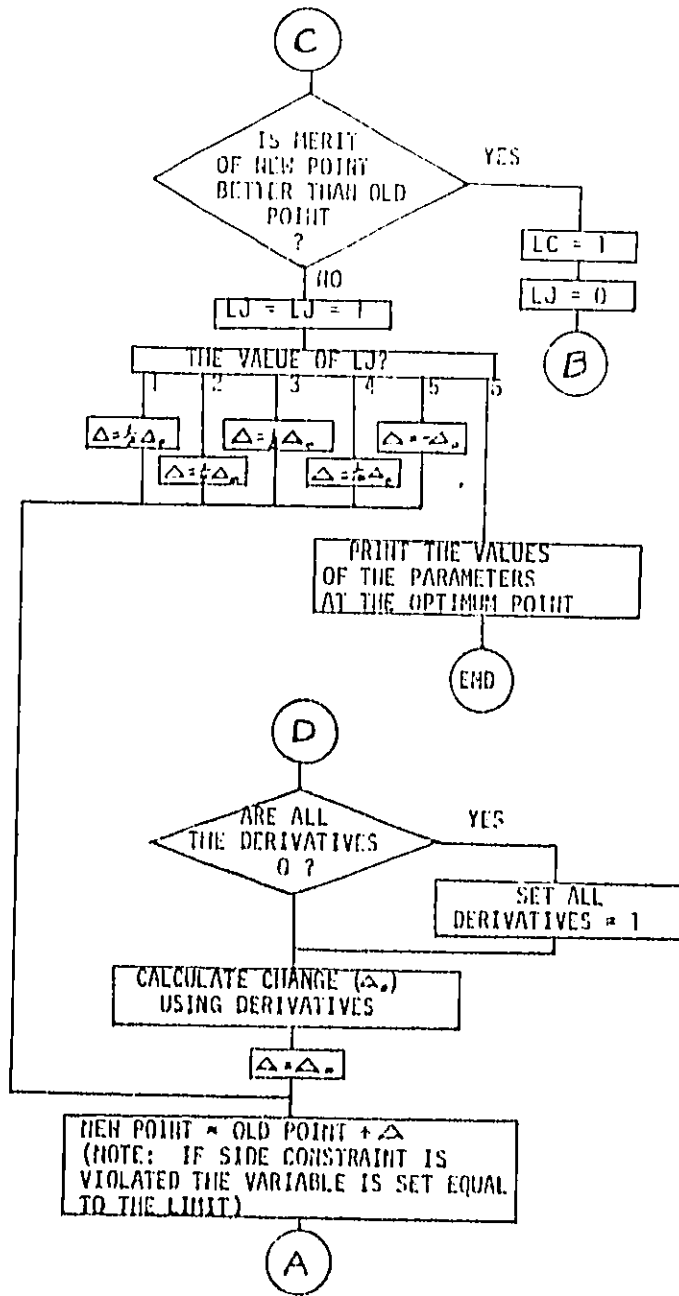 C
IS MERIT
OF NEW POINT
BETTER THAN OLD
POINT
?
YES
NO
LC = 1
LJ = 0
B
LJ = LJ = 1
THE VALUE OF LJ?
1 2 3 4 5 6
PRINT THE VALUES
OF THE PARAMETERS
AT THE OPTIMUM POINT
END
D
ARE ALL
THE DERIVATIVES
0 ?
YES
SET ALL
DERIVATIVES = 1
CALCULATE CHANGE (Δ₀)
USING DERIVATIVES
Δ = Δ₀
NEW POINT = OLD POINT + Δ
(NOTE: IF SIDE CONSTRAINT IS
VIOLATED THE VARIABLE IS SET EQUAL
TO THE LIMIT)
A